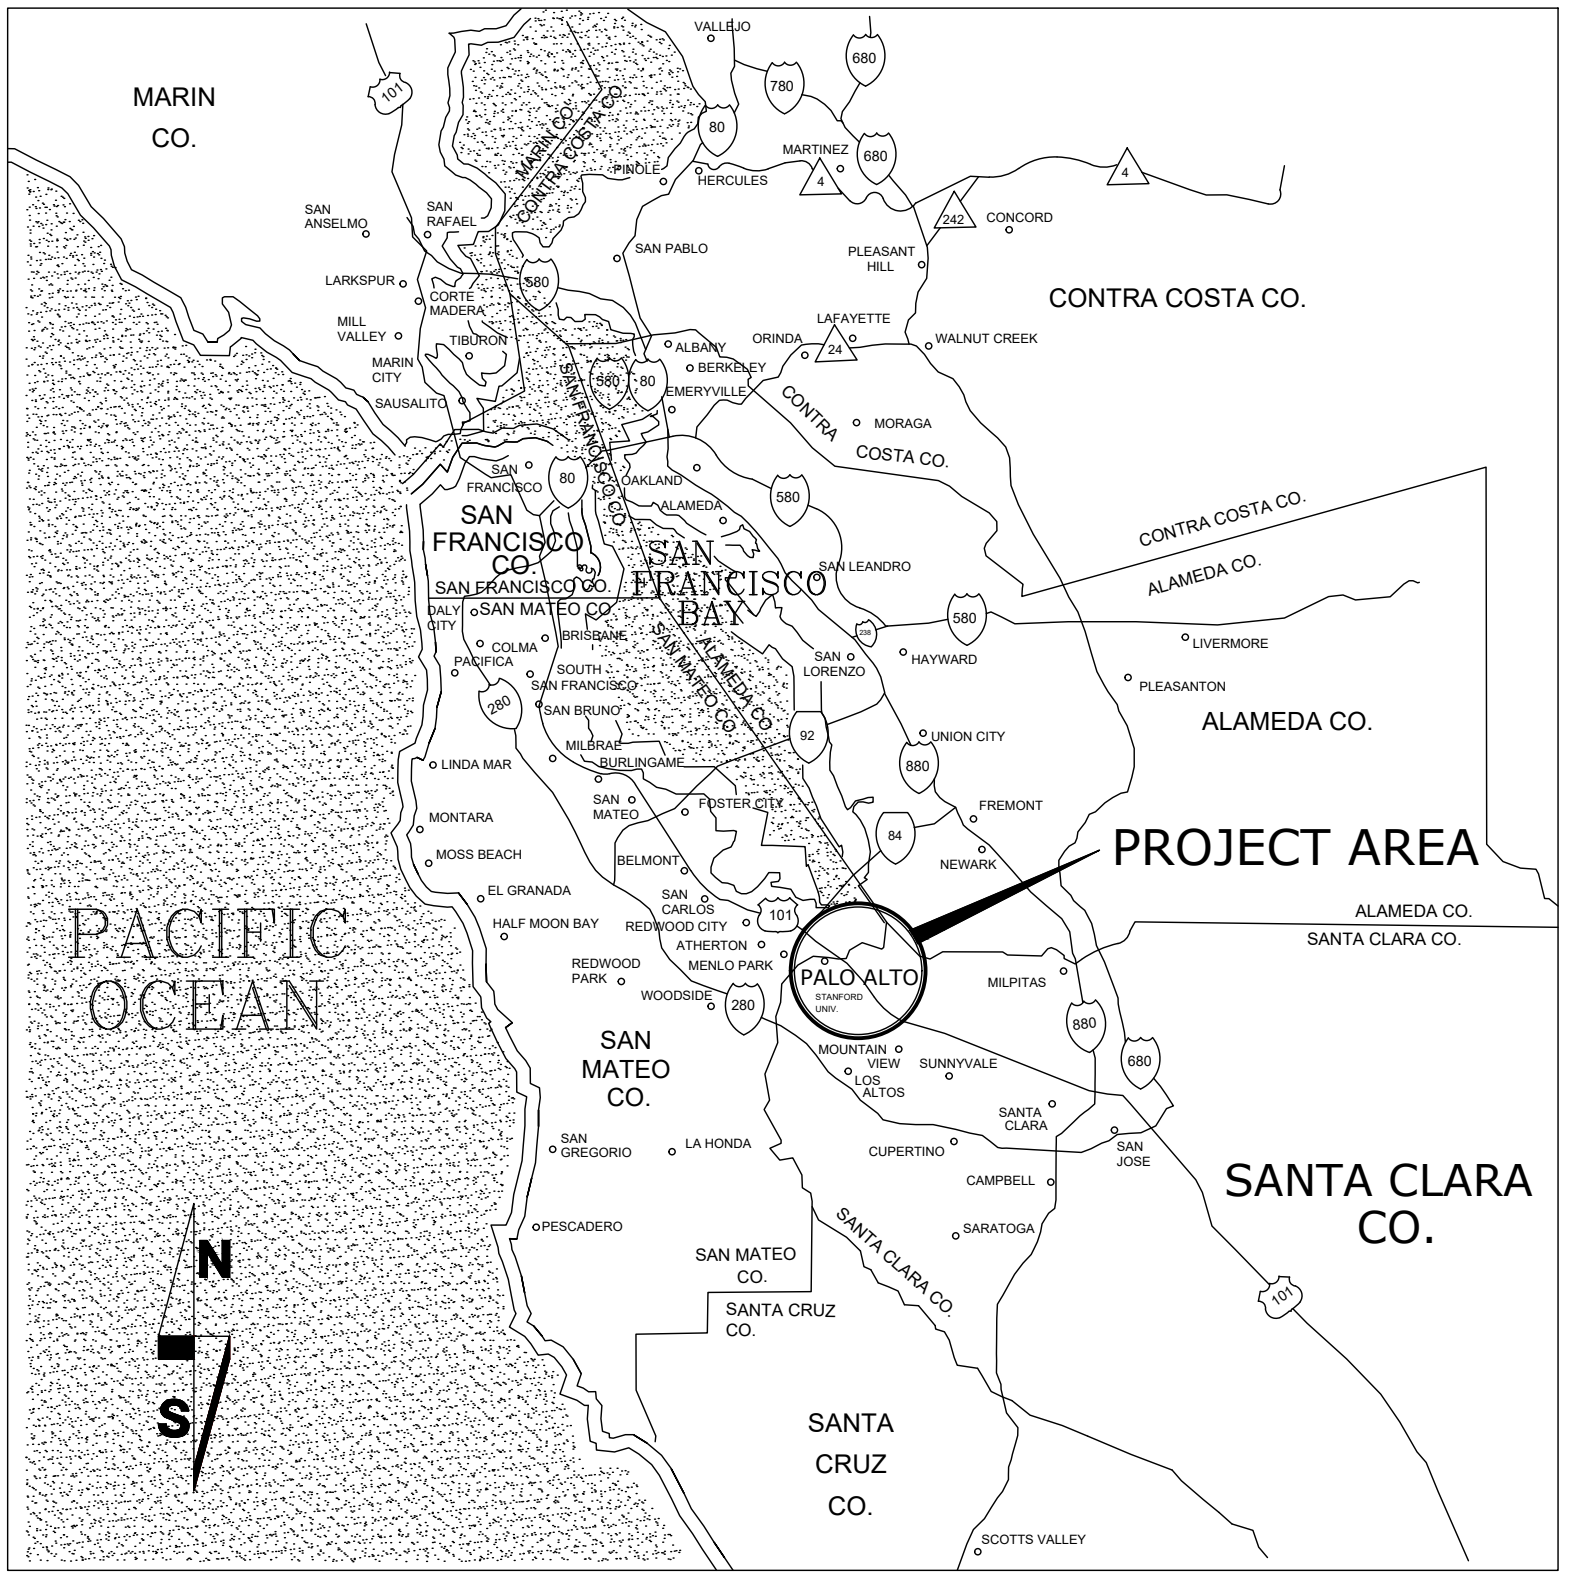 VALLEJO
680
780
MARIN
CO.
101
80
MARIN CO.
CONTRA COSTA CO.
MARTINEZ
680
PINOLE
HERCULES
4
4
SAN
ANSELMO
SAN
RAFAEL
242
CONCORD
SAN PABLO
PLEASANT
HILL
LARKSPUR
580
CORTE
MADERA
CONTRA COSTA CO.
MILL
VALLEY
TIBURON
LAFAYETTE
ORINDA
24
WALNUT CREEK
ALBANY
MARIN
CITY
BERKELEY
580
80
EMERYVILLE
SAUSALITO
CONTRA
COSTA CO.
MORAGA
SAN FRANCISCO CO.
SAN
FRANCISCO
80
OAKLAND
580
ALAMEDA
SAN
FRANCISCO
CO.
CONTRA COSTA CO.
ALAMEDA CO.
SAN
FRANCISCO
BAY
SAN LEANDRO
SAN FRANCISCO CO.
SAN MATEO CO.
DALY
CITY
580
238
BRISBANE
COLMA
PACIFICA
SAN MATEO CO.
ALAMEDA CO.
SAN
LORENZO
HAYWARD
LIVERMORE
SOUTH
SAN FRANCISCO
PLEASANTON
280
SAN BRUNO
ALAMEDA CO.
92
UNION CITY
MILBRAE
LINDA MAR
BURLINGAME
880
SAN
MATEO
FOSTER CITY
FREMONT
MONTARA
84
PROJECT AREA
MOSS BEACH
BELMONT
NEWARK
EL GRANADA
SAN
CARLOS
101
PACIFIC
OCEAN
HALF MOON BAY
REDWOOD CITY
ALAMEDA CO.
SANTA CLARA CO.
ATHERTON
REDWOOD
PARK
MENLO PARK
PALO ALTO
STANFORD
UNIV.
MILPITAS
WOODSIDE
280
880
SAN
MATEO
CO.
MOUNTAIN
VIEW
SUNNYVALE
680
LOS
ALTOS
SANTA
CLARA
SAN
GREGORIO
LA HONDA
CUPERTINO
SAN
JOSE
CAMPBELL
SANTA CLARA
CO.
PESCADERO
SANTA CLARA CO.
SARATOGA
N
SAN MATEO
CO.
SANTA CRUZ
CO.
101
S
SANTA
CRUZ
CO.
SCOTTS VALLEY